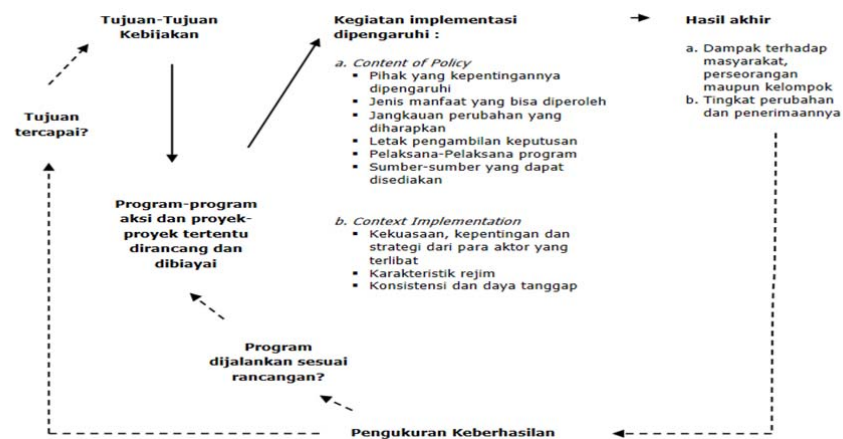 Tujuan-Tujuan
Kebijakan
Kegiatan implementasi
dipengaruhi :
a. Content of Policy
▪ Pihak yang kepentingannya
dipengaruhi
▪ Jenis manfaat yang bisa diperoleh
▪ Jangkauan perubahan yang
diharapkan
▪ Letak pengambilan keputusan
▪ Pelaksana-Pelaksana program
▪ Sumber-sumber yang dapat
disediakan
b. Context Implementation
▪ Kekuasaan, kepentingan dan
strategi dari para aktor yang
terlibat
▪ Karakteristik rejim
▪ Konsistensi dan daya tanggap
Hasil akhir
a. Dampak terhadap
masyarakat,
perseorangan
maupun kelompok
b. Tingkat perubahan
dan penerimaannya
Tujuan
tercapai?
Program-program
aksi dan proyek-
proyek tertentu
dirancang dan
dibiayai
Program
dijalankan sesuai
rancangan?
Pengukuran Keberhasilan